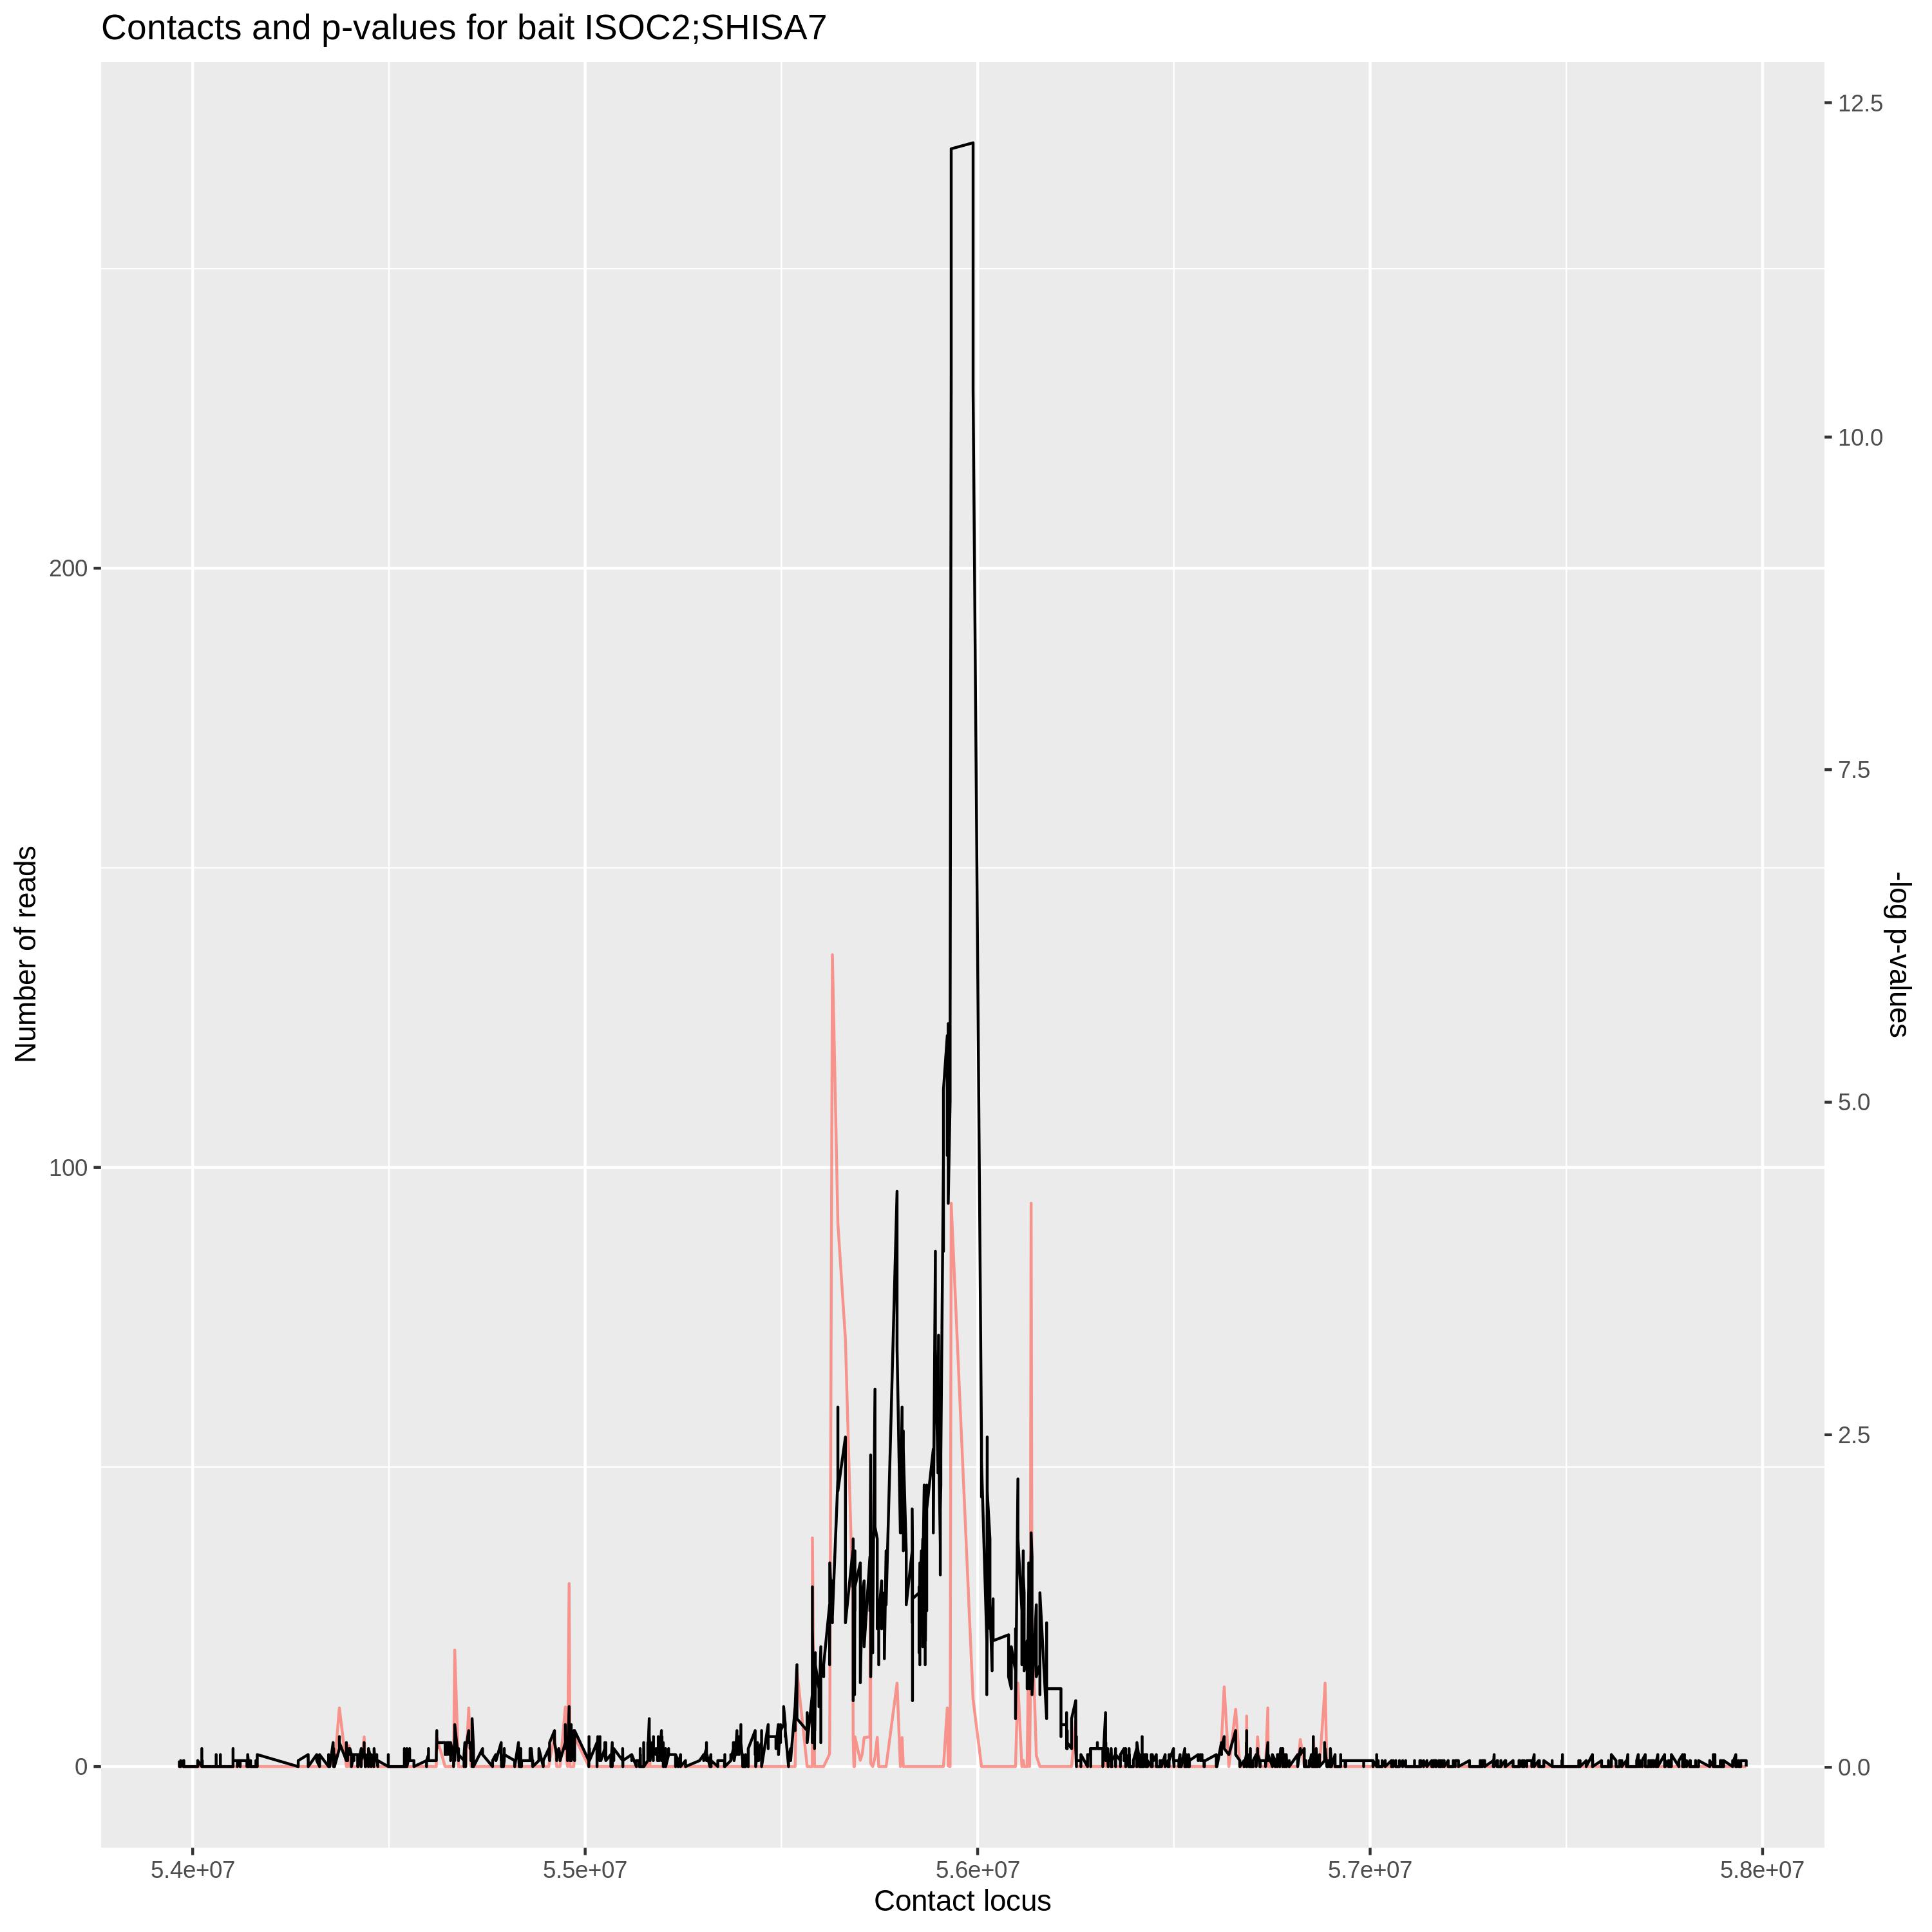 Contacts and p-values for bait ISOC2;SHISA7
12.5
10.0
200
7.5
Number of reads
-log p-values
5.0
100
2.5
0
0.0
5.4e+07
5.5e+07
5.6e+07
5.7e+07
5.8e+07
Contact locus